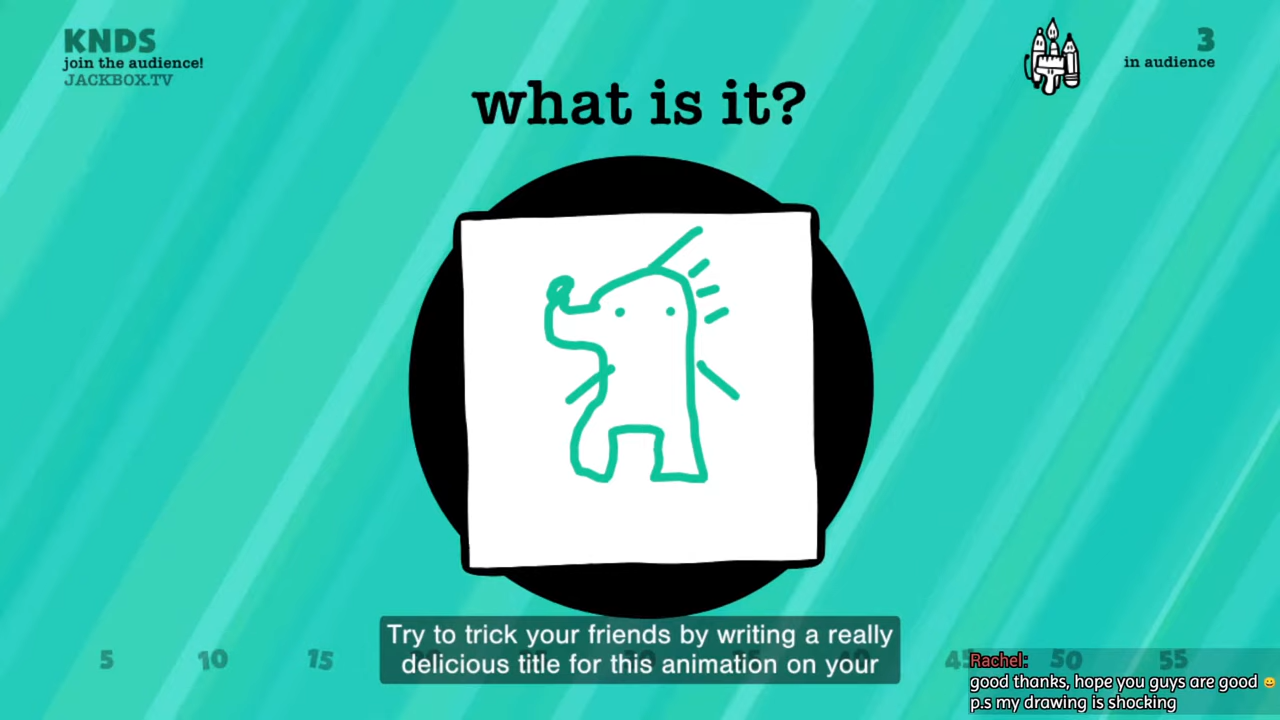 KNDS
join the audience!
JACKBOX.TV
3
in audience
what is it?
Try to trick your friends by writing a really
delicious title for this animation on your
5
10
15
45
50
55
Rachel:
good thanks, hope you guys are good 😀
p.s my drawing is shocking